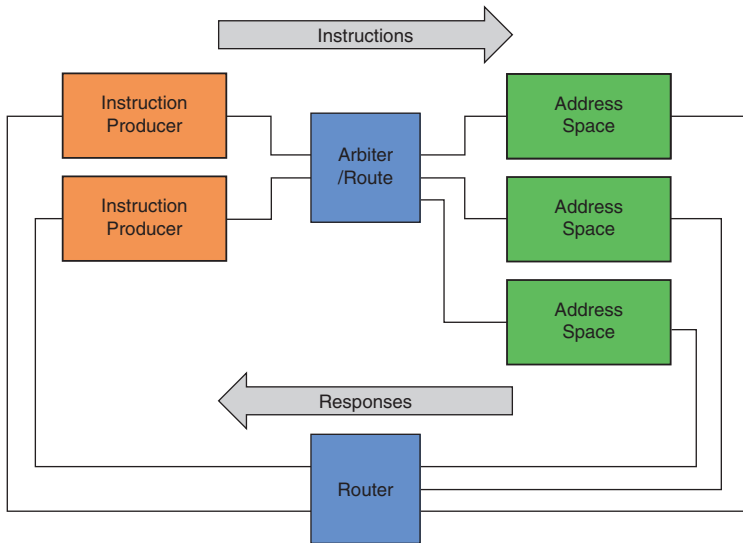 Instructions
Instruction
Producer
Address
Space
Arbiter
/Route
Instruction
Producer
Address
Space
Address
Space
Responses
Router